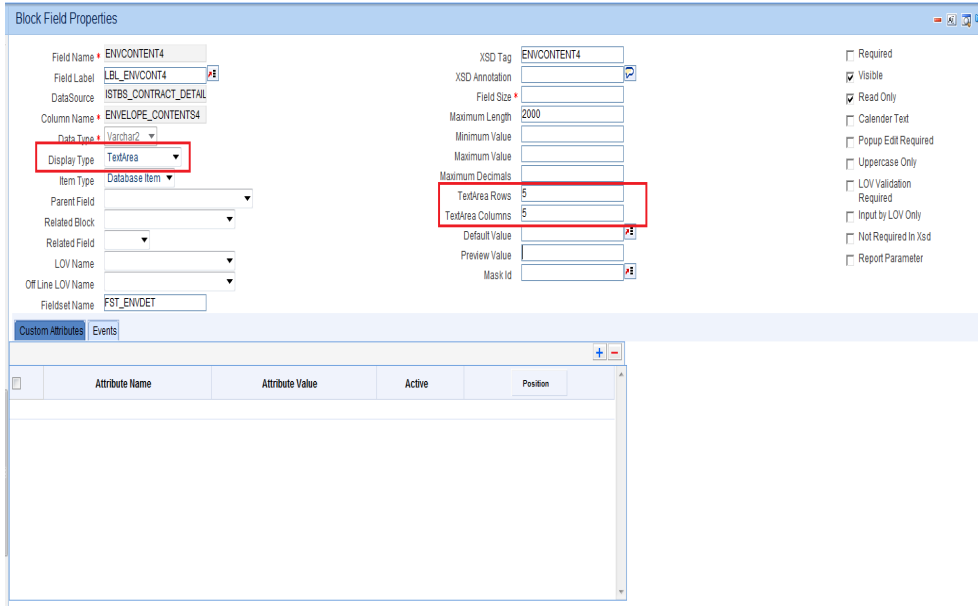 Block Field Properties
Field Name * ENVCONTENT4
Field Label LBL_ENVCONT4
DataSource ISTBS_CONTRACT_DETAIL
Column Name * ENVELOPE_CONTENTS4
Data Type * Varchar2
Display Type TextArea
Item Type Database Item
Parent Field
Related Block
Related Field
LOV Name
Off Line LOV Name
Fieldset Name FST_ENVDET
XSD Tag ENVCONTENT4
XSD Annotation
Field Size *
Maximum Length 2000
Minimum Value
Maximum Value
Maximum Decimals
TextArea Rows 5
TextArea Columns 5
Default Value
Preview Value
Mask Id
Required
Visible
Read Only
Calender Text
Popup Edit Required
Uppercase Only
LOV Validation
Required
Input by LOV Only
Not Required In Xsd
Report Parameter
Custom Attributes Events
Attribute Name Attribute Value Active Position